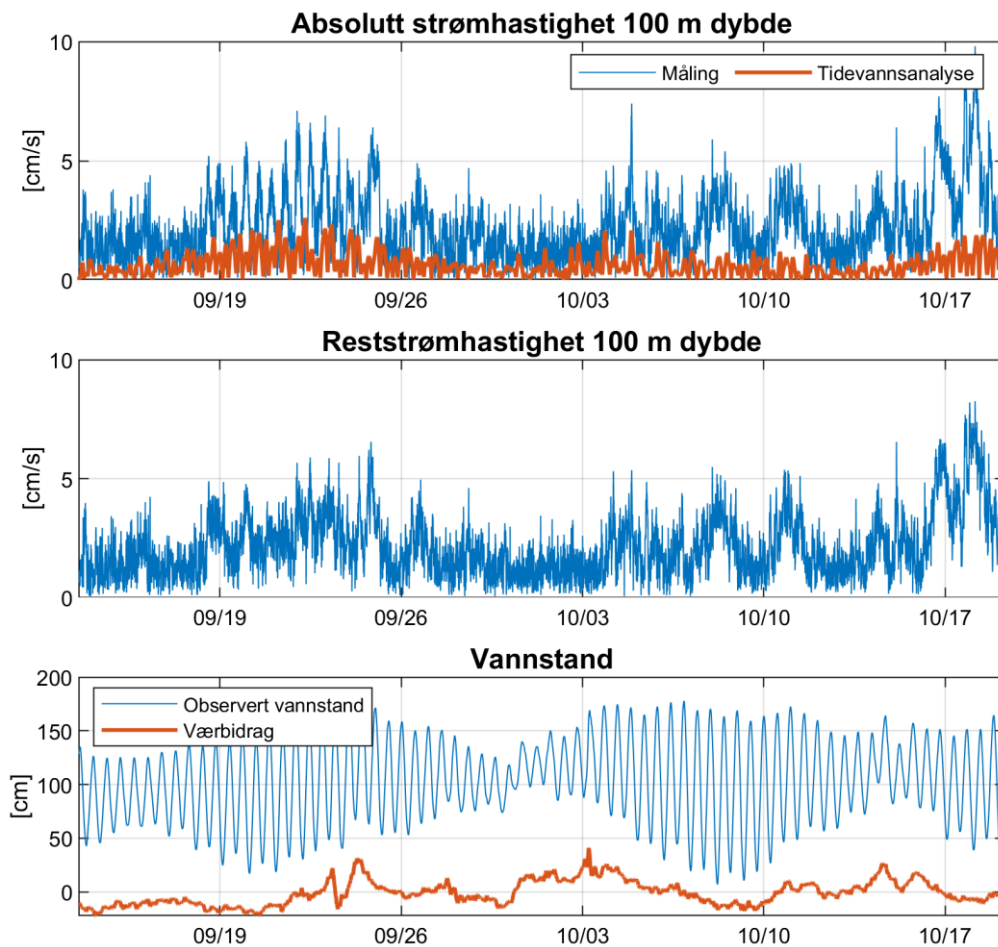 Absolutt strømhastighet 100 m dybde
10
5
0
[cm/s]
Måling Tidevannsanalyse
09/19 09/26 10/03 10/10 10/17
Reststrømhastighet 100 m dybde
10
5
0
[cm/s]
09/19 09/26 10/03 10/10 10/17
Vannstand
200
150
100
50
0
[cm]
Observert vannstand
Værbidrag
09/19 09/26 10/03 10/10 10/17